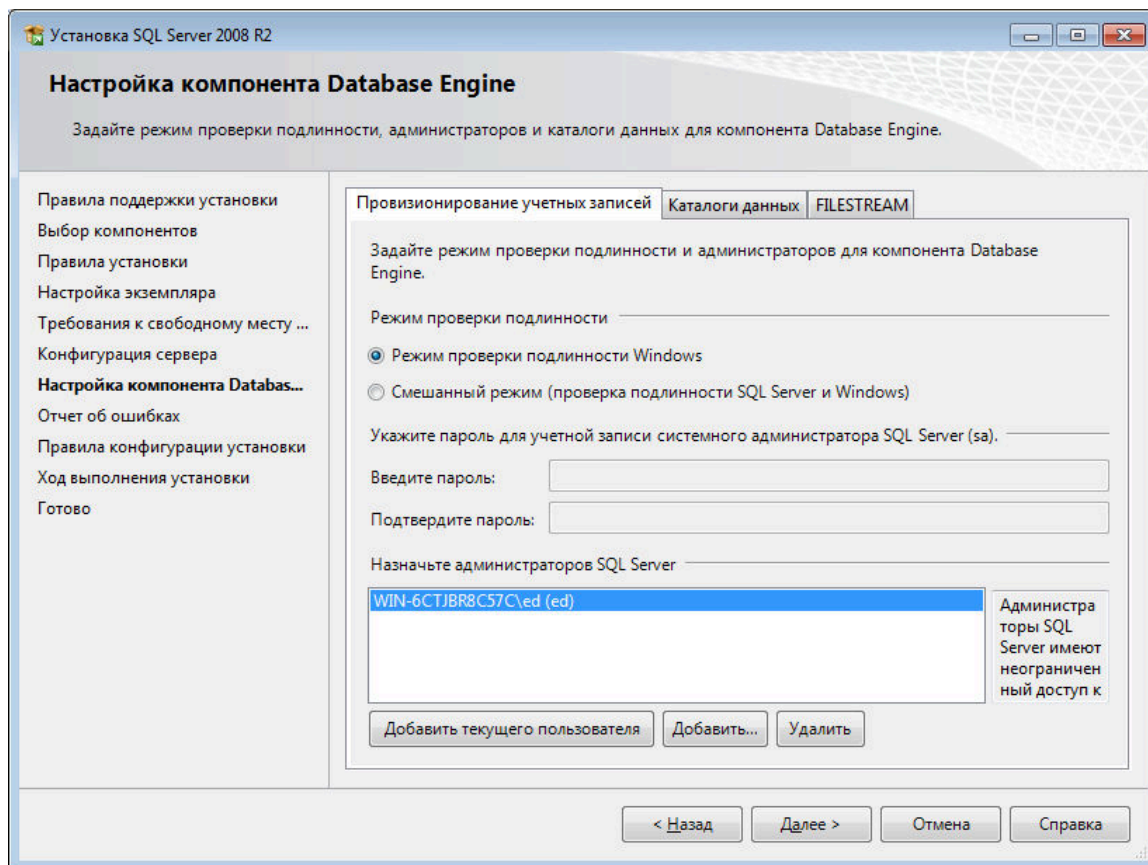 Установка SQL Server 2008 R2
Настройка компонента Database Engine
Задайте режим проверки подлинности, администраторов и каталоги данных для компонента Database Engine.
Правила поддержки установки
Выбор компонентов
Правила установки
Настройка экземпляра
Требования к свободному месту ...
Конфигурация сервера
Настройка компонента Databas...
Отчет об ошибках
Правила конфигурации установки
Ход выполнения установки
Готово
Провизионирование учетных записей
Каталоги данных
FILESTREAM
Задайте режим проверки подлинности и администраторов для компонента Database
Engine.
Режим проверки подлинности
Режим проверки подлинности Windows
Смешанный режим (проверка подлинности SQL Server и Windows)
Укажите пароль для учетной записи системного администратора SQL Server (sa).
Введите пароль:
Подтвердите пароль:
Назначьте администраторов SQL Server
WIN-6CTJBR8C57C\ed (ed)
Администра
торы SQL
Server имеют
неограничен
ный доступ к
Добавить текущего пользователя
Добавить...
Удалить
< Назад
Далее >
Отмена
Справка